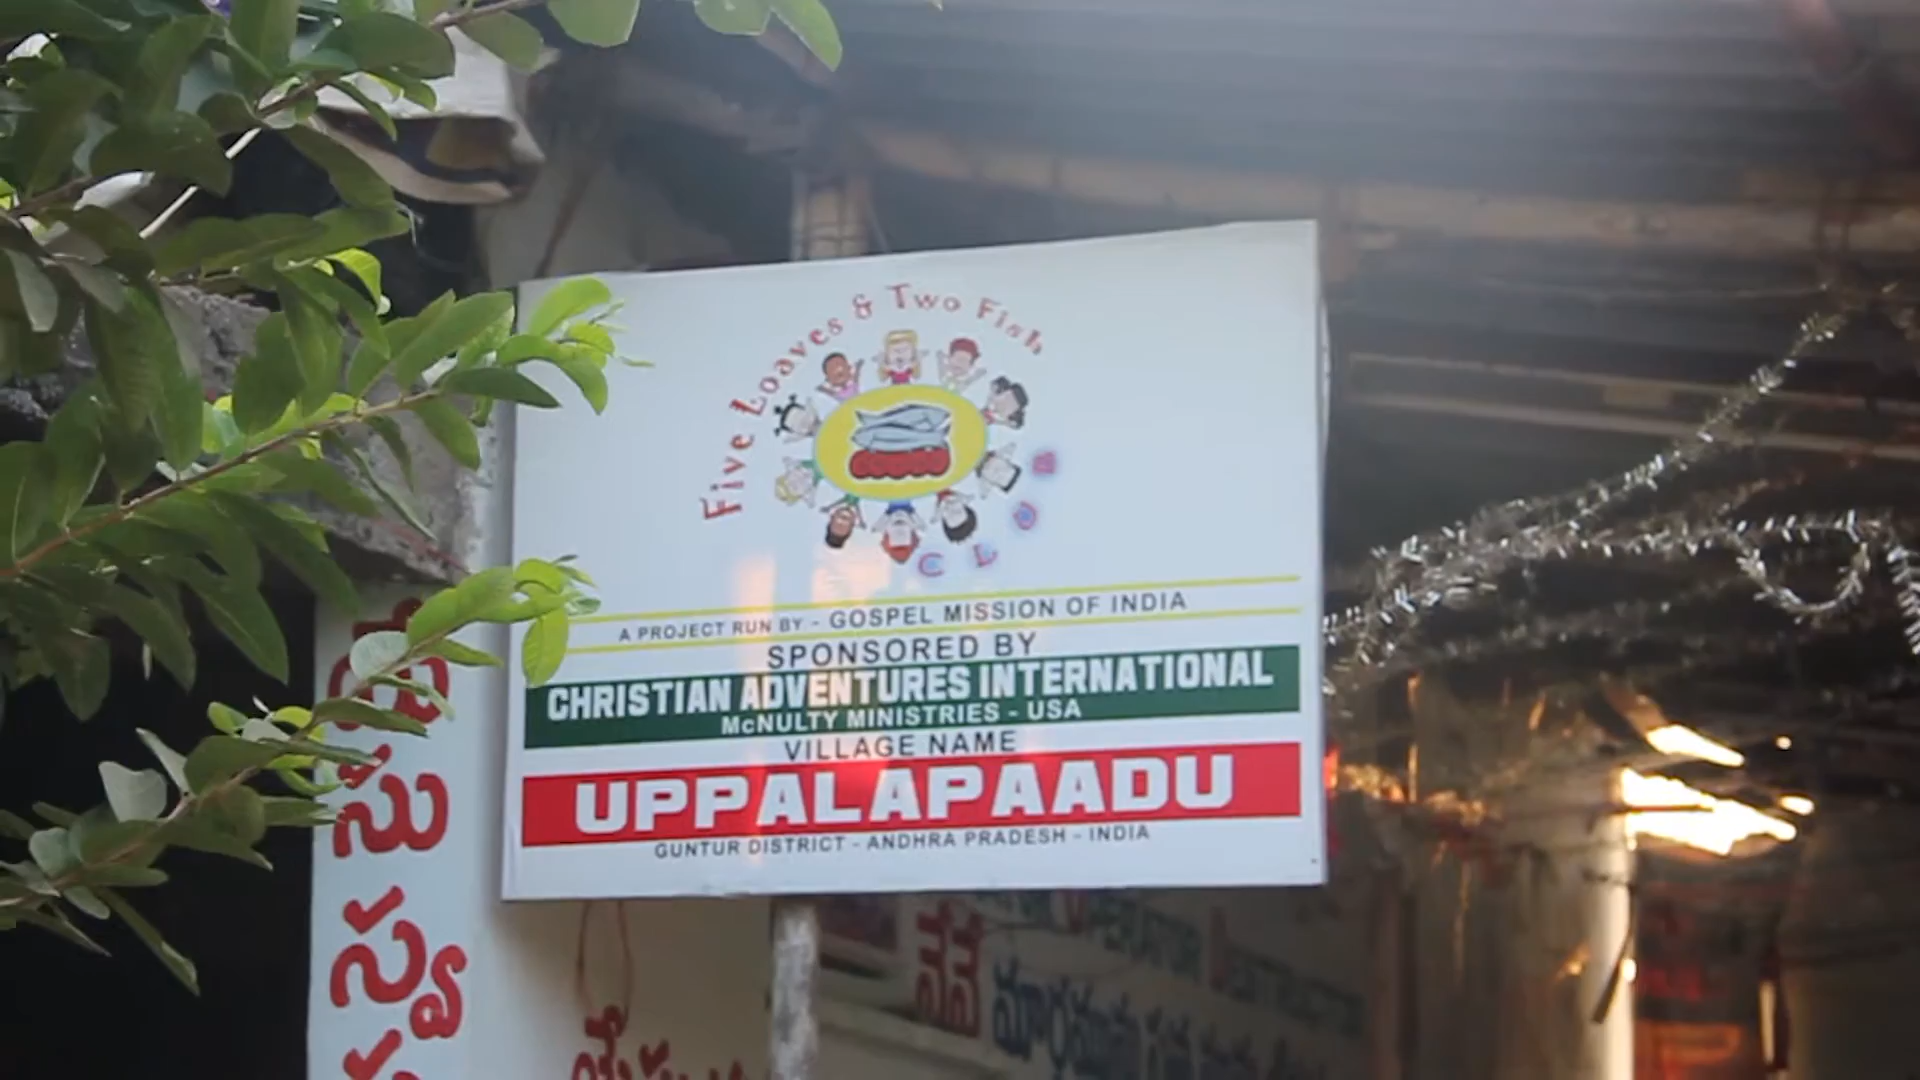 Five Loaves & Two Fish
CLUB
A PROJECT RUN BY - GOSPEL MISSION OF INDIA
SPONSORED BY
CHRISTIAN ADVENTURES INTERNATIONAL
McNULTY MINISTRIES - USA
VILLAGE NAME
UPPALAPAADU
GUNTUR DISTRICT - ANDHRA PRADESH - INDIA
సు
స్వ
నేనే